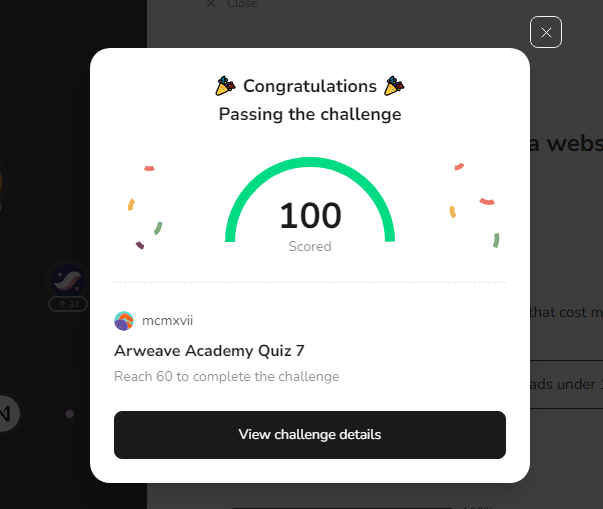 Close
Congratulations
Passing the challenge
a webs
100
Scored
32
that cost m
mcmxvii
Arweave Academy Quiz 7
Reach 60 to complete the challenge
ads under
View challenge details